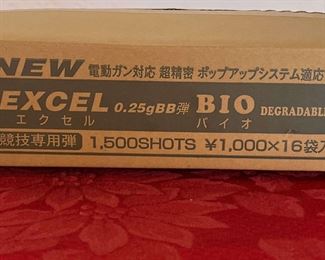 NEW 電動ガン対応 超精密 ポップアップシステム適応
EXCEL 0.25gBB弾 BIO DEGRADABLE
エクセル バイオ
競技専用弾 1,500SHOTS ¥1,000×16袋入